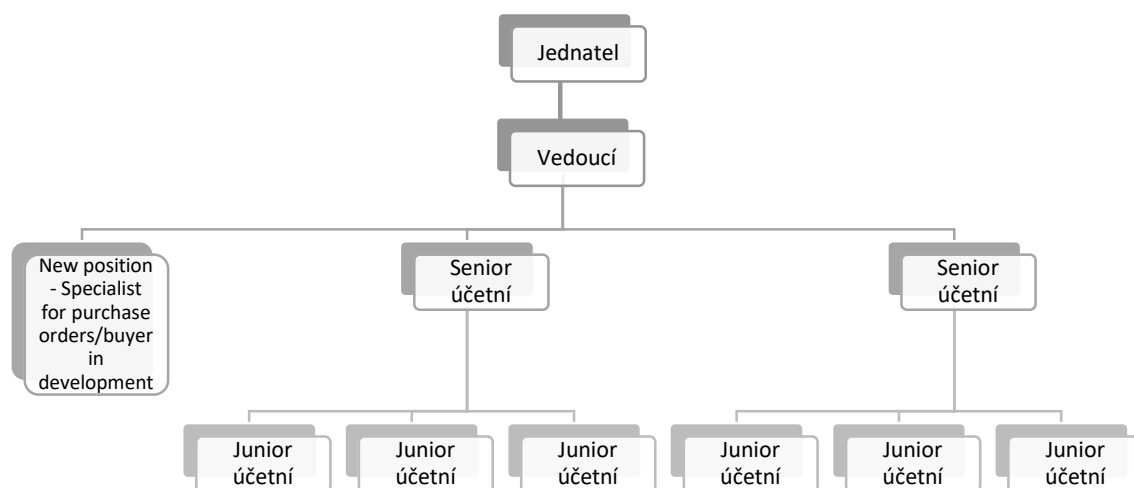 Jednatel
Vedoucí
New position
- Specialist
for purchase
orders/buyer
in
development
Senior
účetní
Senior
účetní
Junior
účetní
Junior
účetní
Junior
účetní
Junior
účetní
Junior
účetní
Junior
účetní